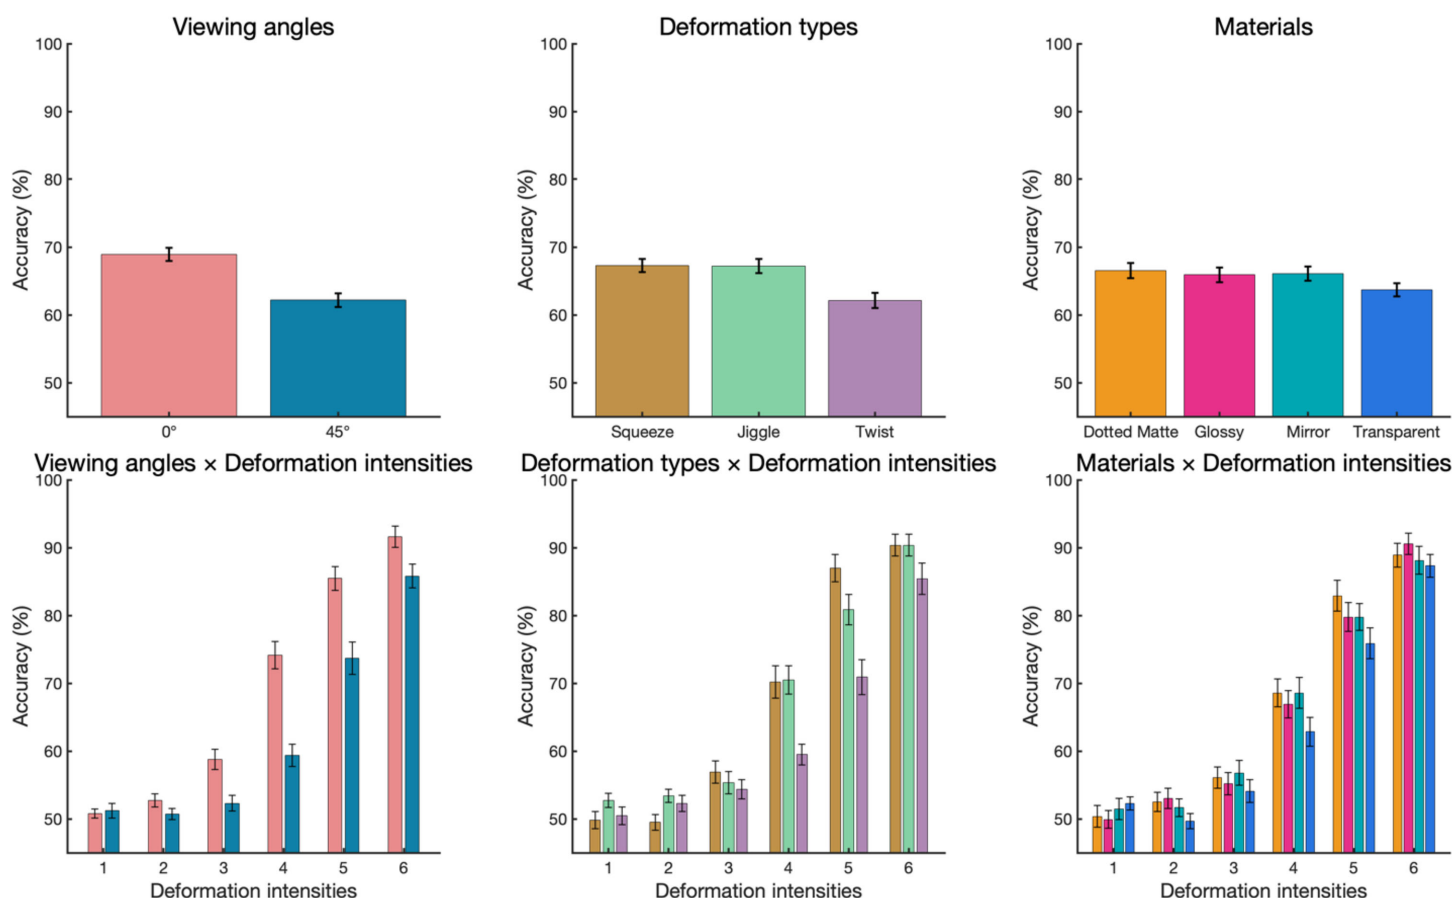 Viewing angles
Deformation types
Materials
100
90
80
70
60
50
Accuracy (%)
0°
45°
100
90
80
70
60
50
Accuracy (%)
Squeeze
Jiggle
Twist
100
90
80
70
60
50
Accuracy (%)
Dotted Matte
Glossy
Mirror
Transparent
Viewing angles × Deformation intensities
Deformation types × Deformation intensities
Materials × Deformation intensities
100
90
80
70
60
50
Accuracy (%)
1 2 3 4 5 6
Deformation intensities
100
90
80
70
60
50
Accuracy (%)
1 2 3 4 5 6
Deformation intensities
100
90
80
70
60
50
Accuracy (%)
1 2 3 4 5 6
Deformation intensities